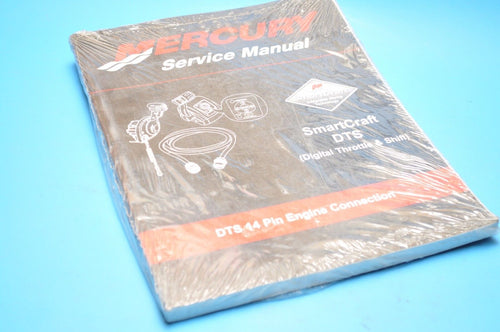 MERCURY
Service Manual
SmartCraft
DTS
(Digital Throttle & Shift)
DTS 14 Pin Engine Connection